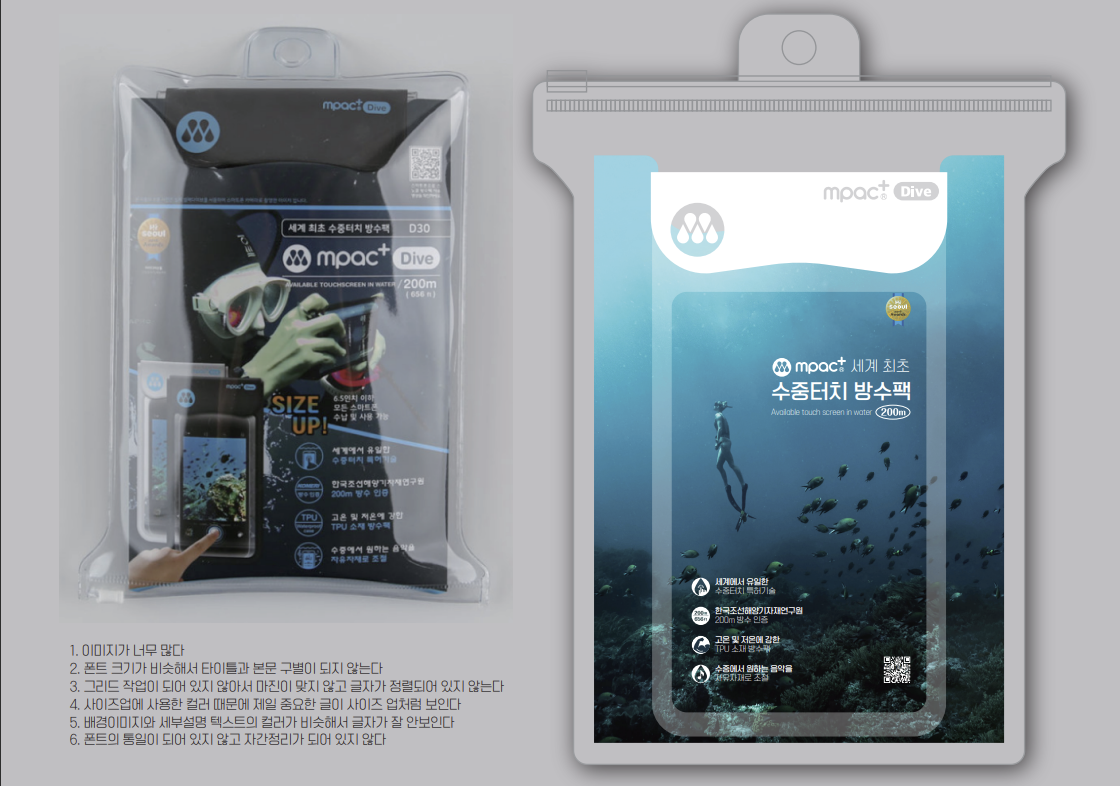 mpac+ Dive
세계 최초 수중터치 방수팩 D30
Hi
seoul
mpac+ Dive
AVAILABLE TOUCHSCREEN IN WATER / 200m
( 656 ft )
mpac+ Dive
SIZE
UP!
6.5인치 이하
모든 스마트폰
수납 및 사용 가능
세계에서 유일한
수중터치 특허기술
한국조선해양기자재연구원
200m 방수 인증
TPU
고온 및 저온에 강한
TPU 소재 방수팩
수중에서 원하는 음악을
자유자재로 조절
1. 이미지가 너무 많다
2. 폰트 크기가 비슷해서 타이틀과 본문 구별이 되지 않는다
3. 그리드 작업이 되어 있지 않아서 마진이 맞지 않고 글자가 정렬되어 있지 않는다
4. 사이즈업에 사용한 컬러 때문에 제일 중요한 글이 사이즈 업처럼 보인다
5. 배경이미지와 세부설명 텍스트의 컬러가 비슷해서 글자가 잘 안보인다
6. 폰트의 통일이 되어 있지 않고 자간정리가 되어 있지 않다
mpac+® Dive
Hi
seoul
mpac+® 세계 최초
수중터치 방수팩
Available touch screen in water 200m
세계에서 유일한
수중터치 특허기술
200m
656ft
한국조선해양기자재연구원
200m 방수 인증
고온 및 저온에 강한
TPU 소재 방수팩
수중에서 원하는 음악을
자유자재로 조절